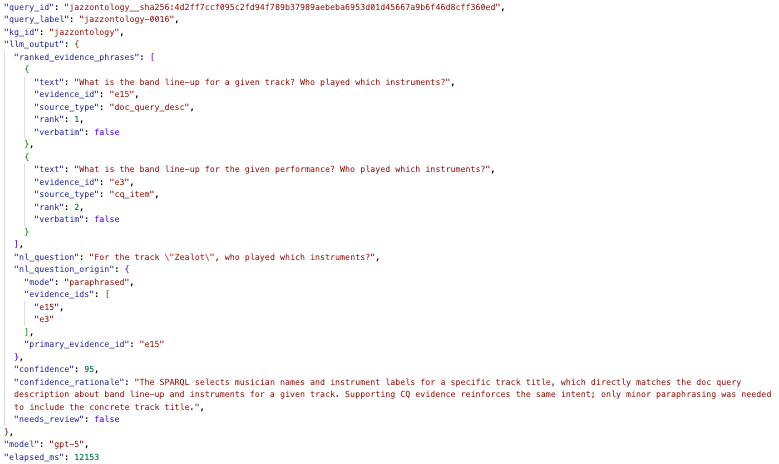 "query_id": "jazzontology__sha256:4d2ff7ccf095c2fd94f789b37989aebeba6953d01d45667a9b6f46d8cff360ed",
"query_label": "jazzontology-0016",
"kg_id": "jazzontology",
"llm_output": {
"ranked_evidence_phrases": [
{
"text": "What is the band line-up for a given track? Who played which instruments?",
"evidence_id": "e15",
"source_type": "doc_query_desc",
"rank": 1,
"verbatim": false
},
{
"text": "What is the band line-up for the given performance? Who played which instruments?",
"evidence_id": "e3",
"source_type": "cq_item",
"rank": 2,
"verbatim": false
}
],
"nl_question": "For the track \"Zealot\", who played which instruments?",
"nl_question_origin": {
"mode": "paraphrased",
"evidence_ids": [
"e15",
"e3"
],
"primary_evidence_id": "e15"
},
"confidence": 95,
"confidence_rationale": "The SPARQL selects musician names and instrument labels for a specific track title, which directly matches the doc query
description about band line-up and instruments for a given track. Supporting CQ evidence reinforces the same intent; only minor paraphrasing was needed
to include the concrete track title.",
"needs_review": false
},
"model": "gpt-5",
"elapsed_ms": 12153